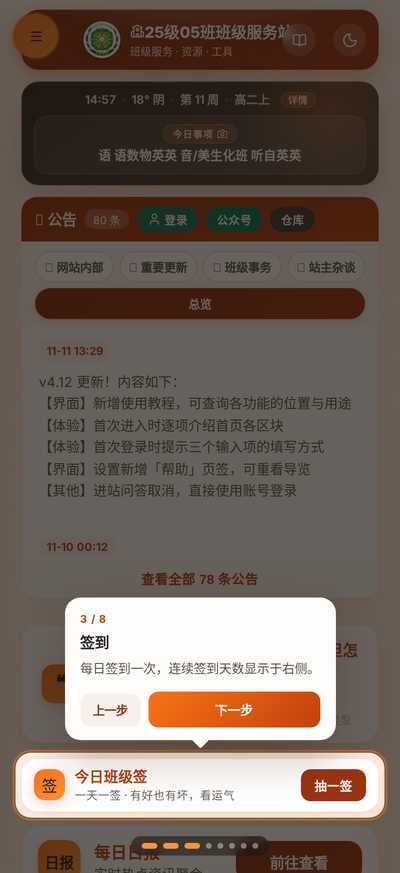 25级05班班级服务站
班级服务 · 资源 · 工具
14:57 · 18° 阴 · 第 11 周 · 高二上 详情
今日事项
语 语数物英英 音/美生化班 听自英英
公告 80 条 登录 公众号 仓库
网站内部 重要更新 班级事务 站主杂谈
总览
11-11 13:29
v4.12 更新！内容如下：
【界面】新增使用教程，可查询各功能的位置与用途
【体验】首次进入时逐项介绍首页各区块
【体验】首次登录时提示三个输入项的填写方式
【界面】设置新增「帮助」页签，可重看导览
【其他】进站问答取消，直接使用账号登录
11-10 00:12
查看全部 78 条公告
3 / 8
签到
每日签到一次，连续签到天数显示于右侧。
上一步 下一步
签 今日班级签
一天一签 · 有好也有坏，看运气
抽一签
日报 每日日报
前往查看